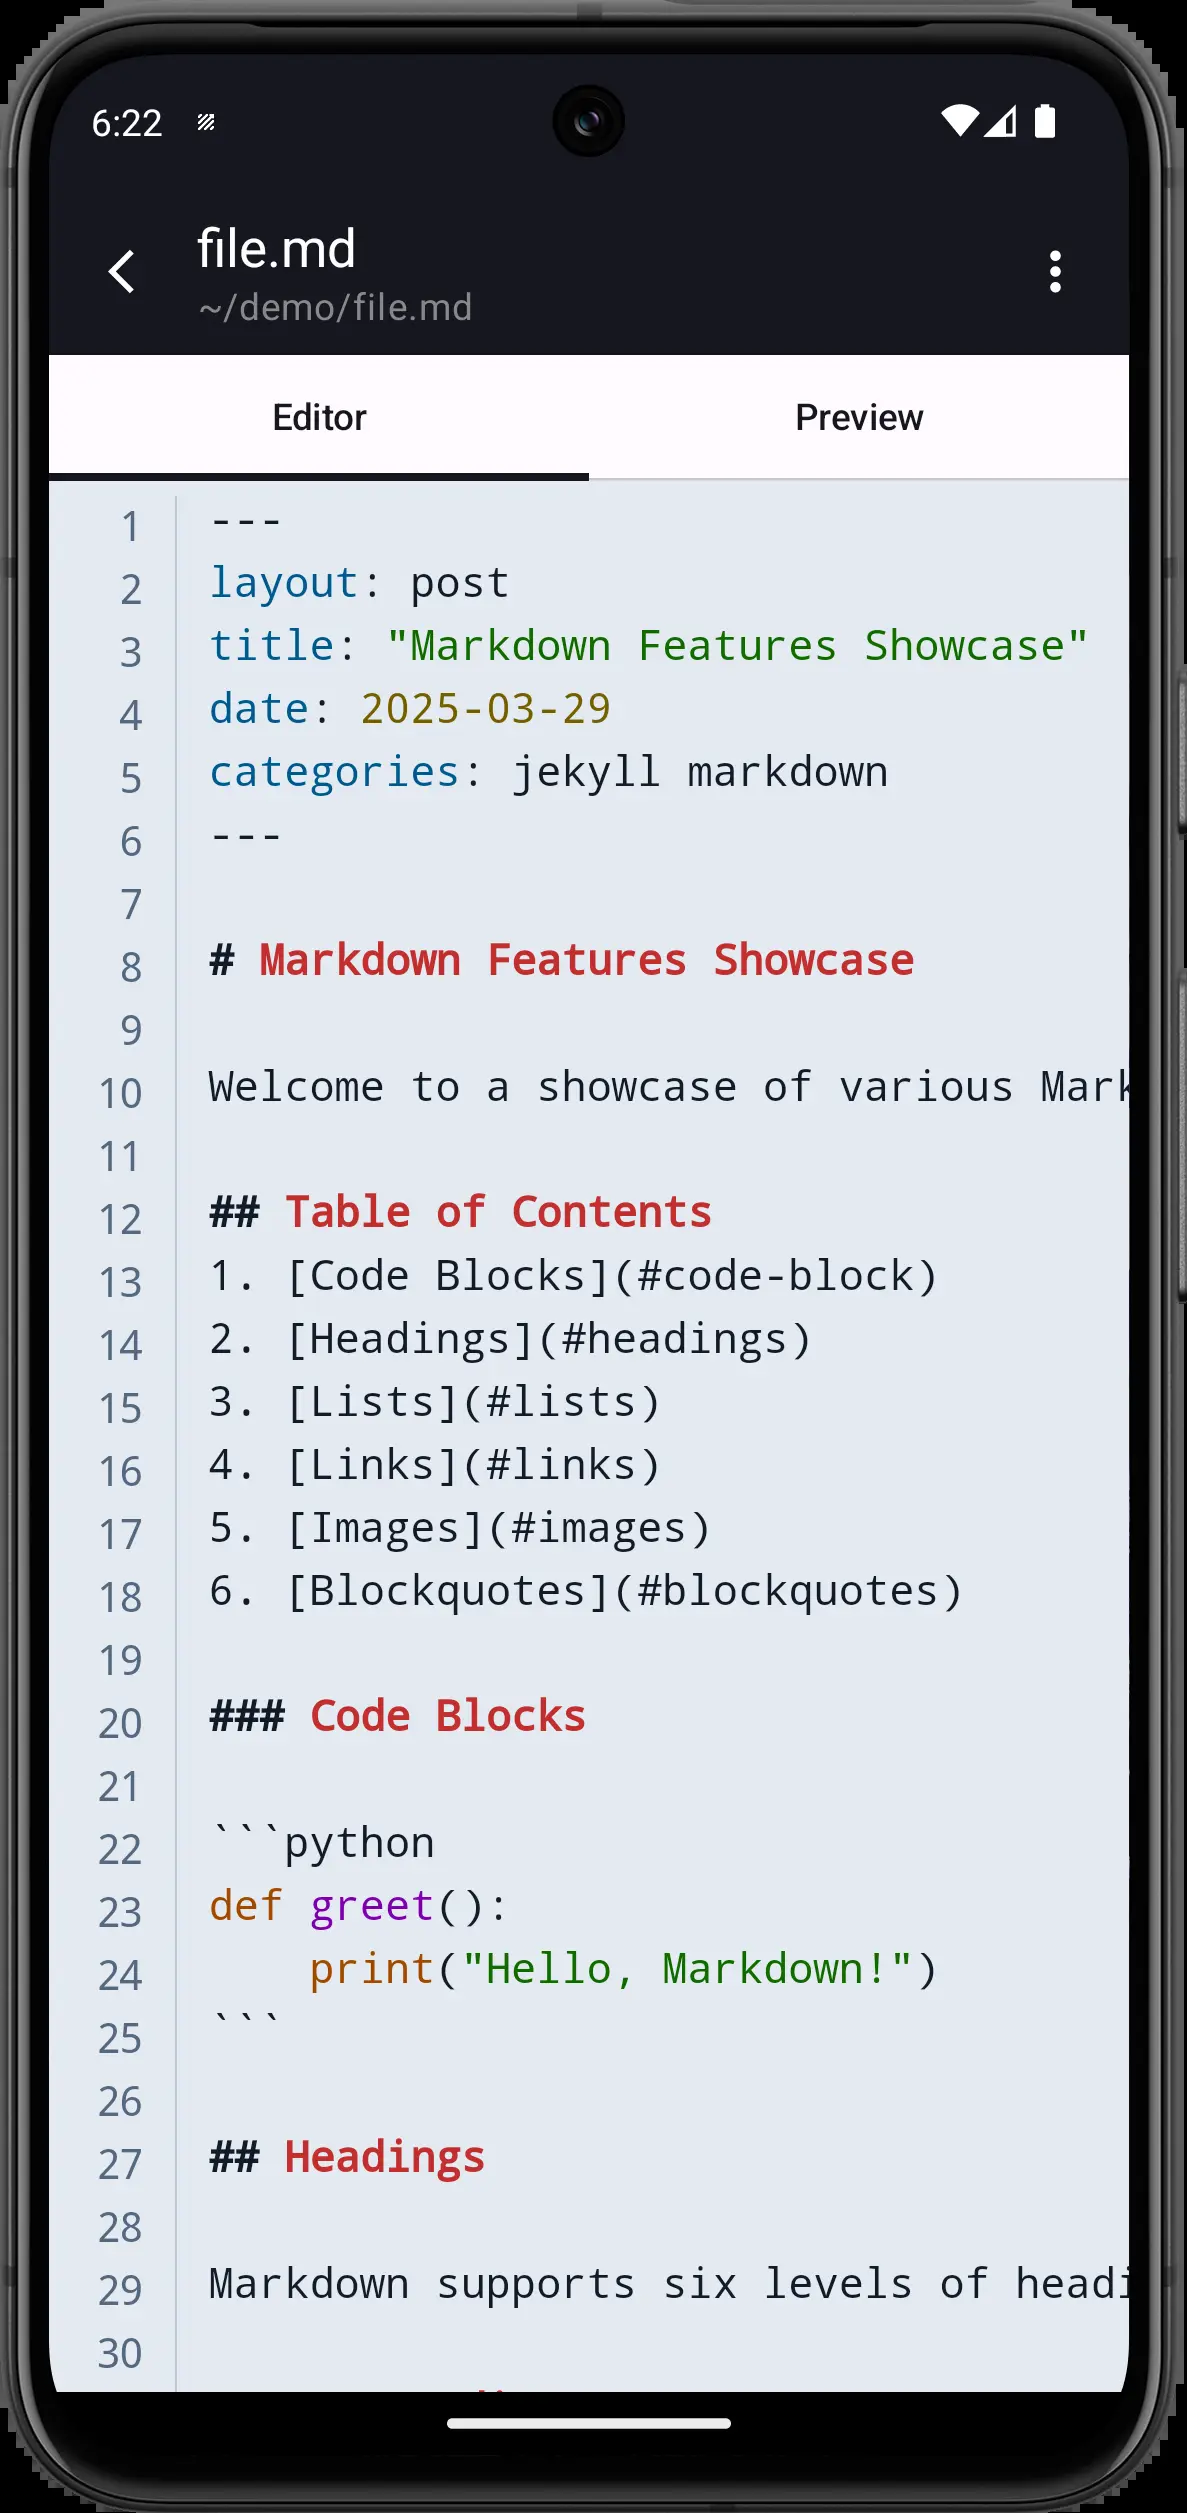 6:22
file.md
~/demo/file.md
Editor Preview
1 ---
2 layout: post
3 title: "Markdown Features Showcase"
4 date: 2025-03-29
5 categories: jekyll markdown
6 ---
7
8 # Markdown Features Showcase
9
10 Welcome to a showcase of various Mark
11
12 ## Table of Contents
13 1. [Code Blocks](#code-block)
14 2. [Headings](#headings)
15 3. [Lists](#lists)
16 4. [Links](#links)
17 5. [Images](#images)
18 6. [Blockquotes](#blockquotes)
19
20 ### Code Blocks
21
22 ```python
23 def greet():
24     print("Hello, Markdown!")
25 ```
26
27 ## Headings
28
29 Markdown supports six levels of headi
30